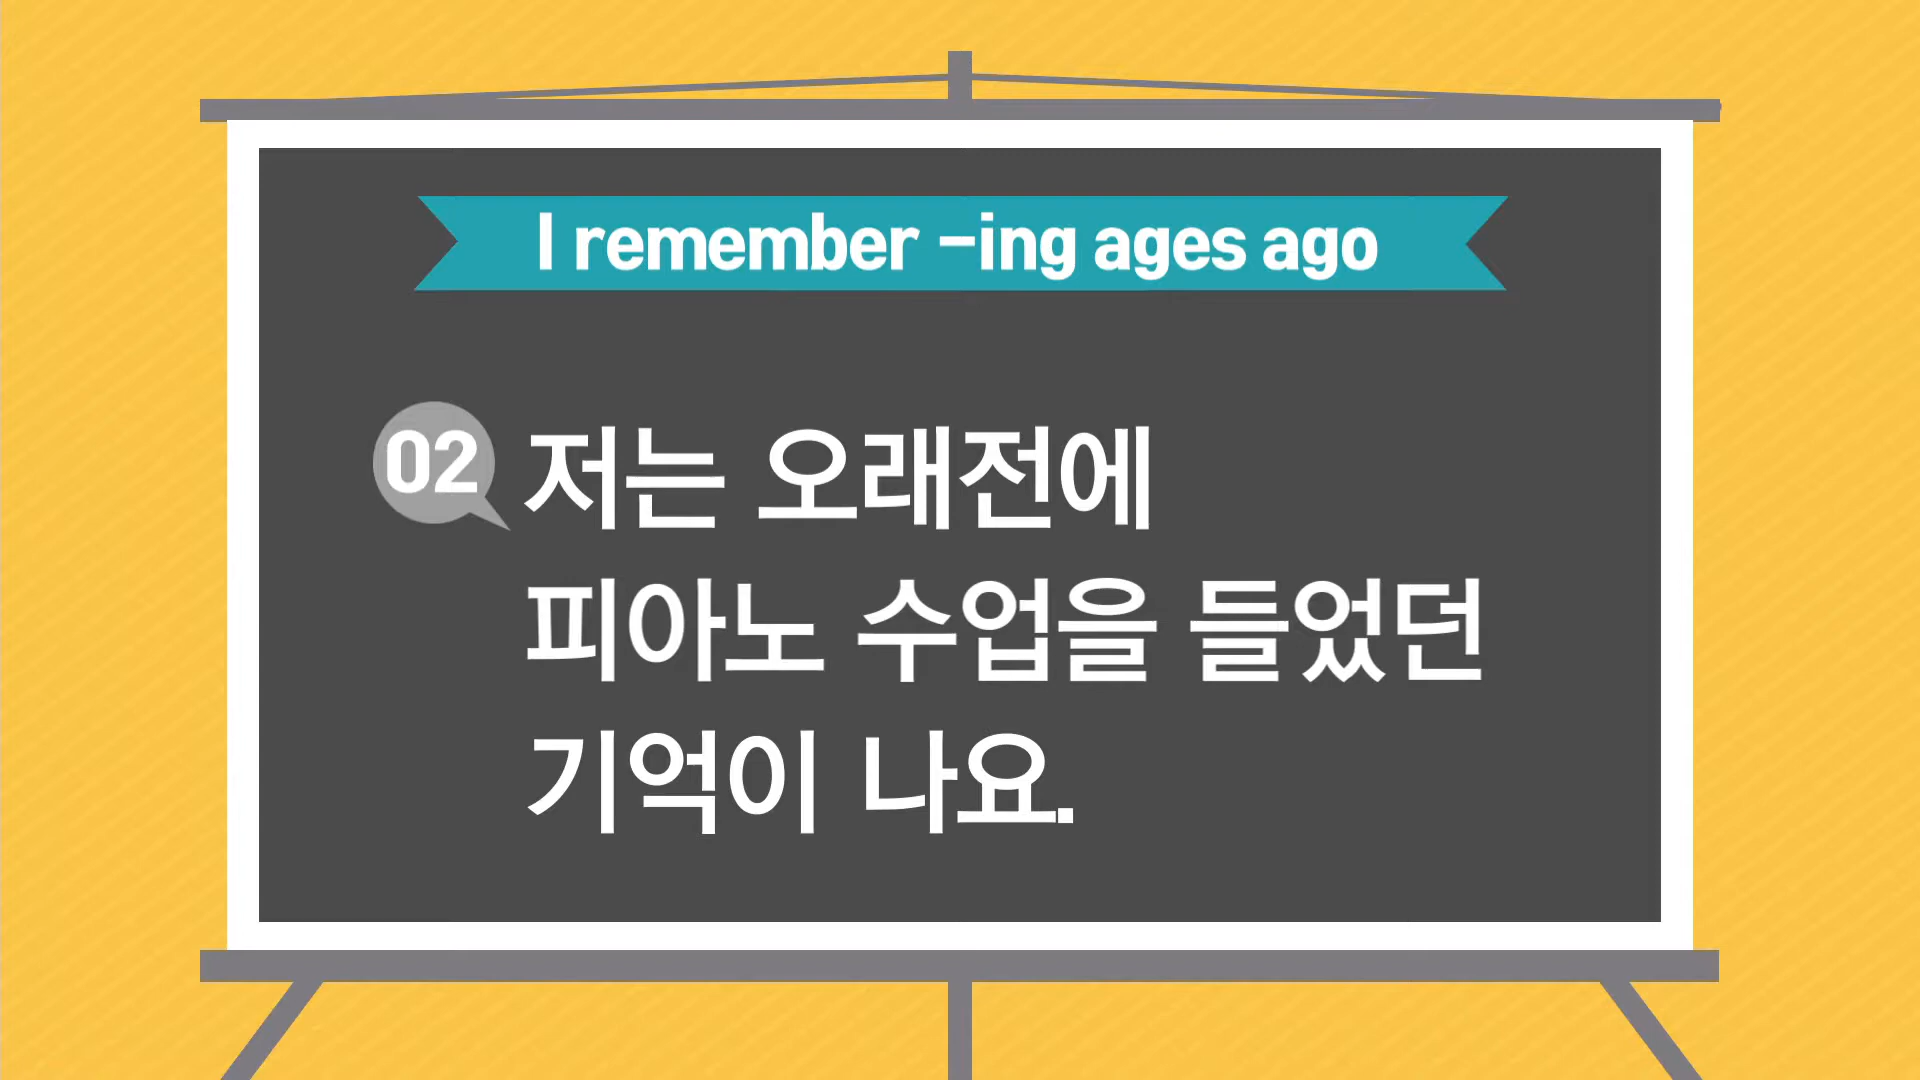 I remember -ing ages ago
02 저는 오래전에
피아노 수업을 들었던
기억이 나요.